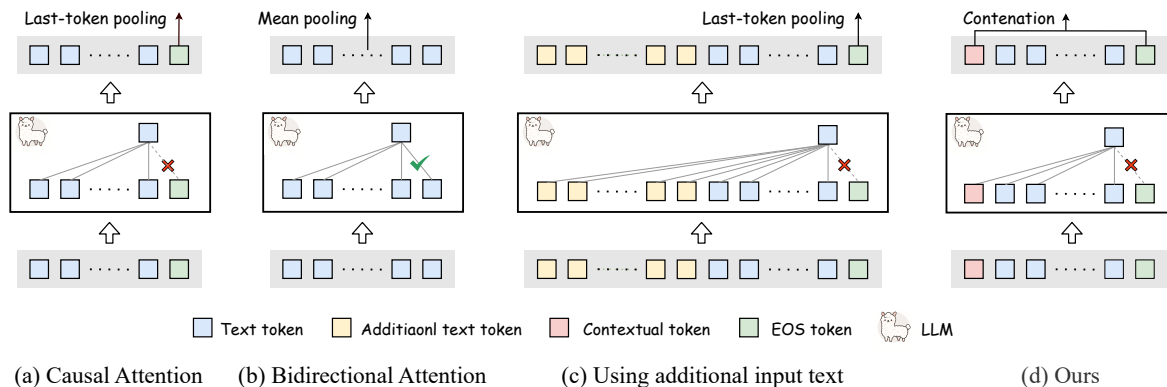 Last-token pooling
Mean pooling
Last-token pooling
Contenation
Text token
Additiaonl text token
Contextual token
EOS token
LLM
(a) Causal Attention
(b) Bidirectional Attention
(c) Using additional input text
(d) Ours